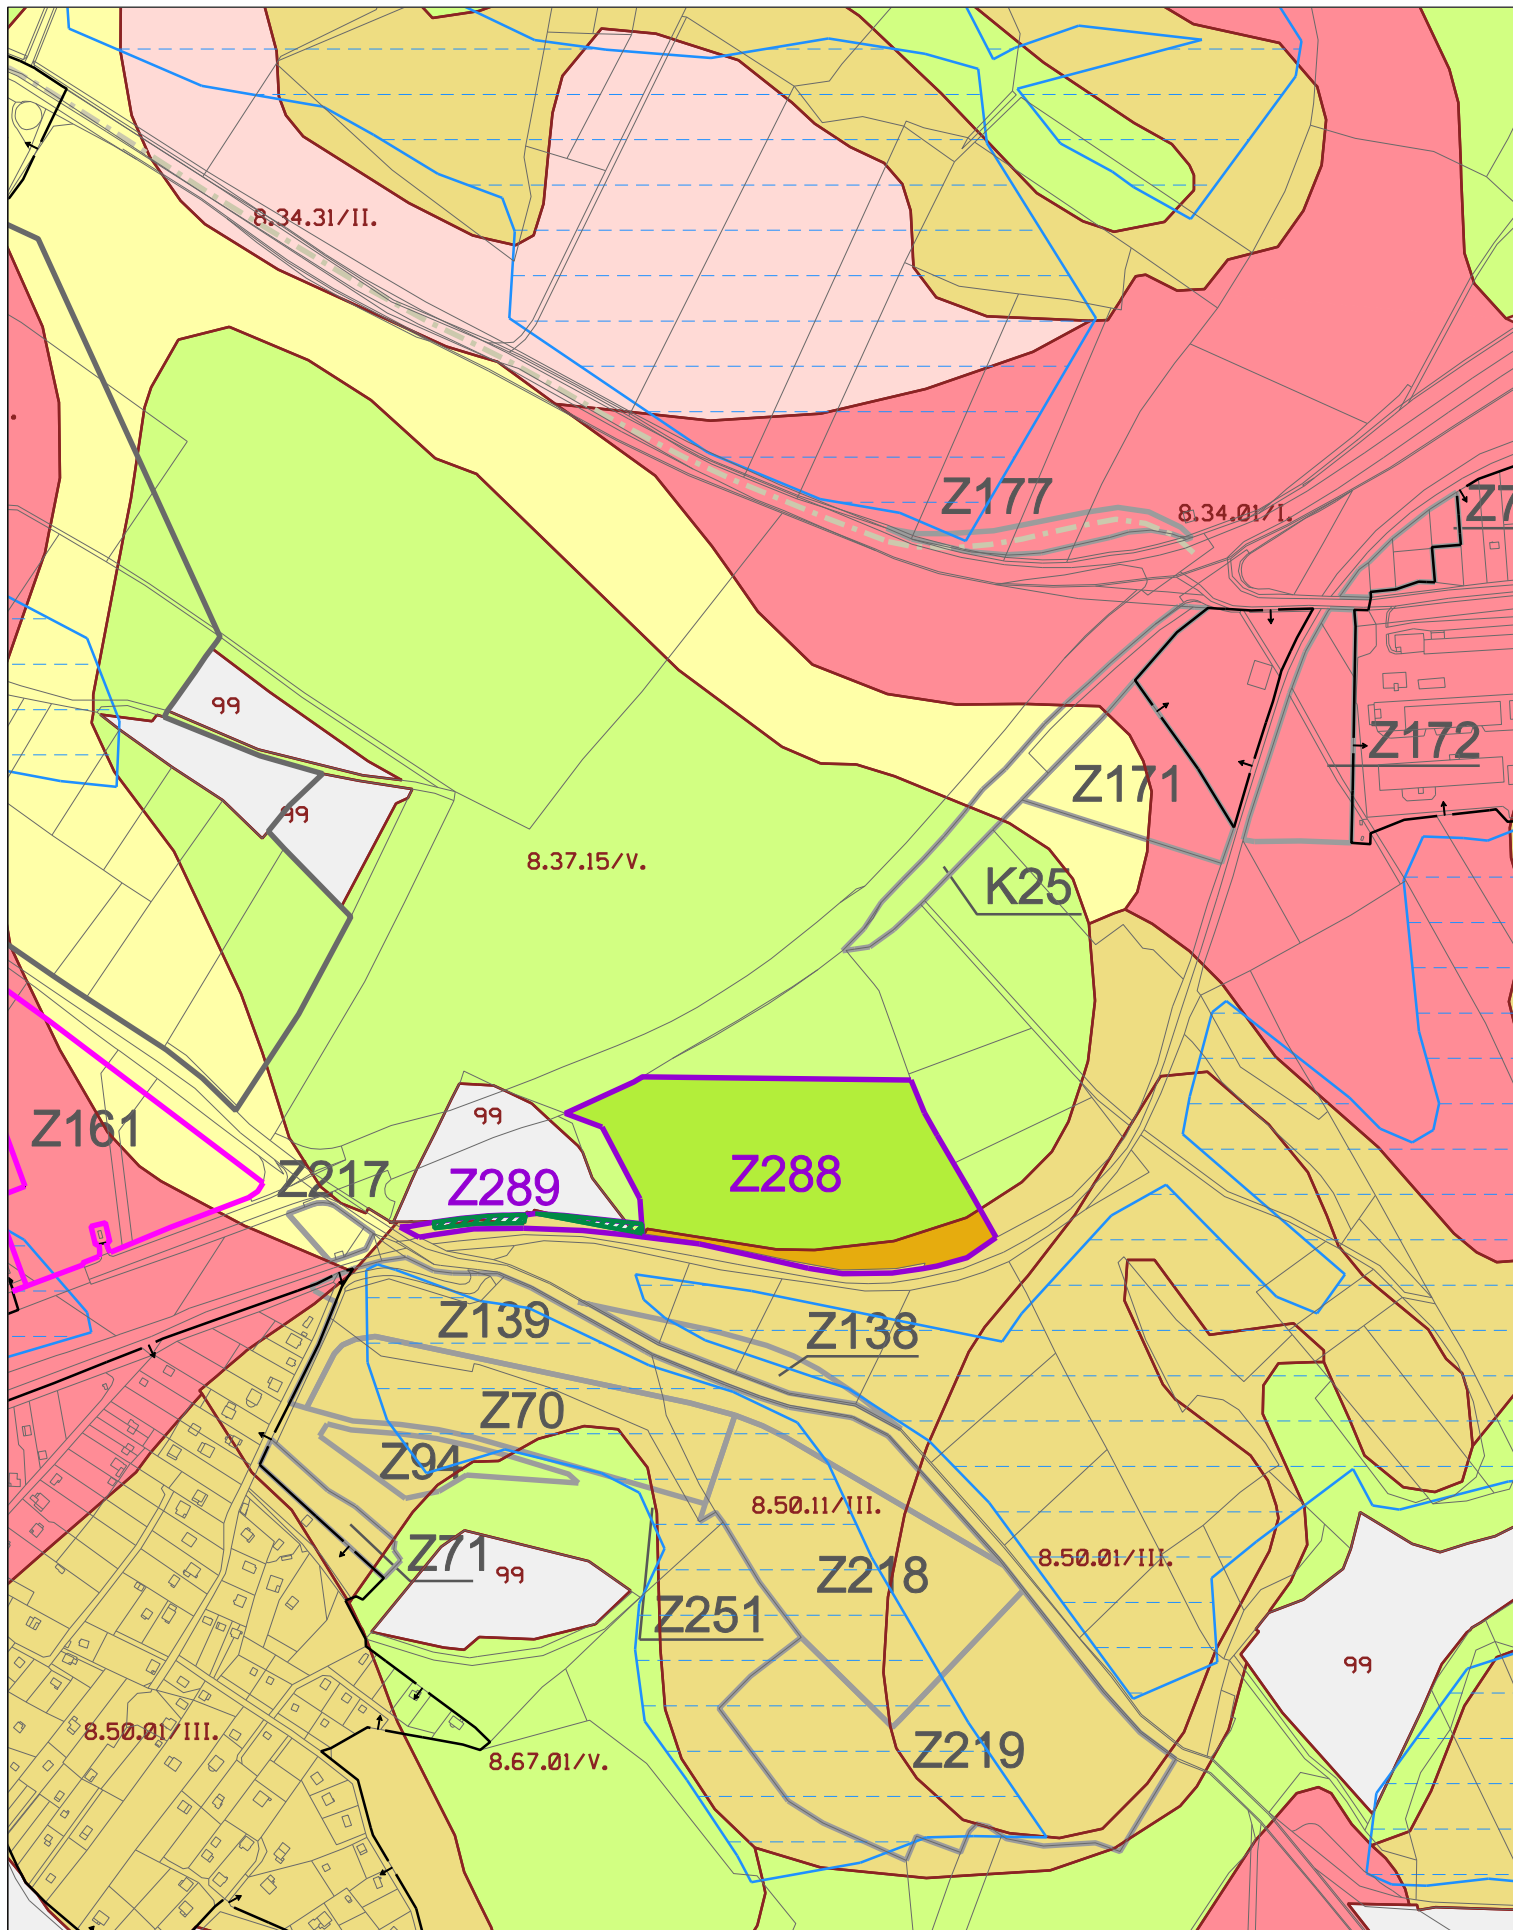 8.34.31/II.
Z177
8.34.01/I.
99
Z172
Z171
99
8.37.15/V.
K25
99
Z161
Z217
Z289
Z288
Z139
Z138
Z70
Z94
8.50.11/III.
Z71
99
Z218
8.50.01/III.
Z251
99
8.50.01/III.
Z219
8.67.01/V.